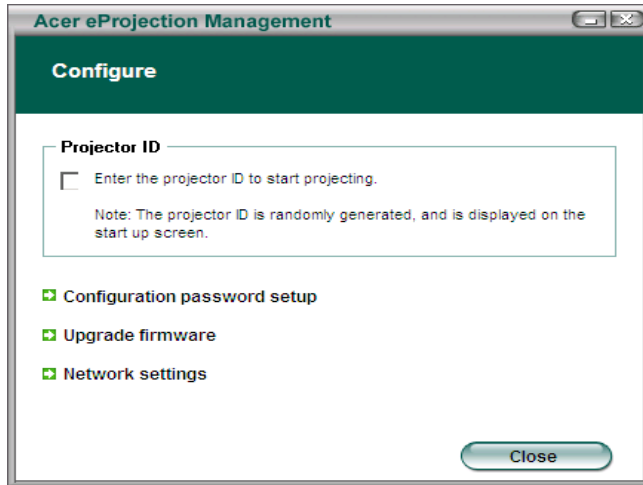 Acer eProjection Management
Configure
Projector ID
Enter the projector ID to start projecting.
Note: The projector ID is randomly generated, and is displayed on the
start up screen.
Configuration password setup
Upgrade firmware
Network settings
Close